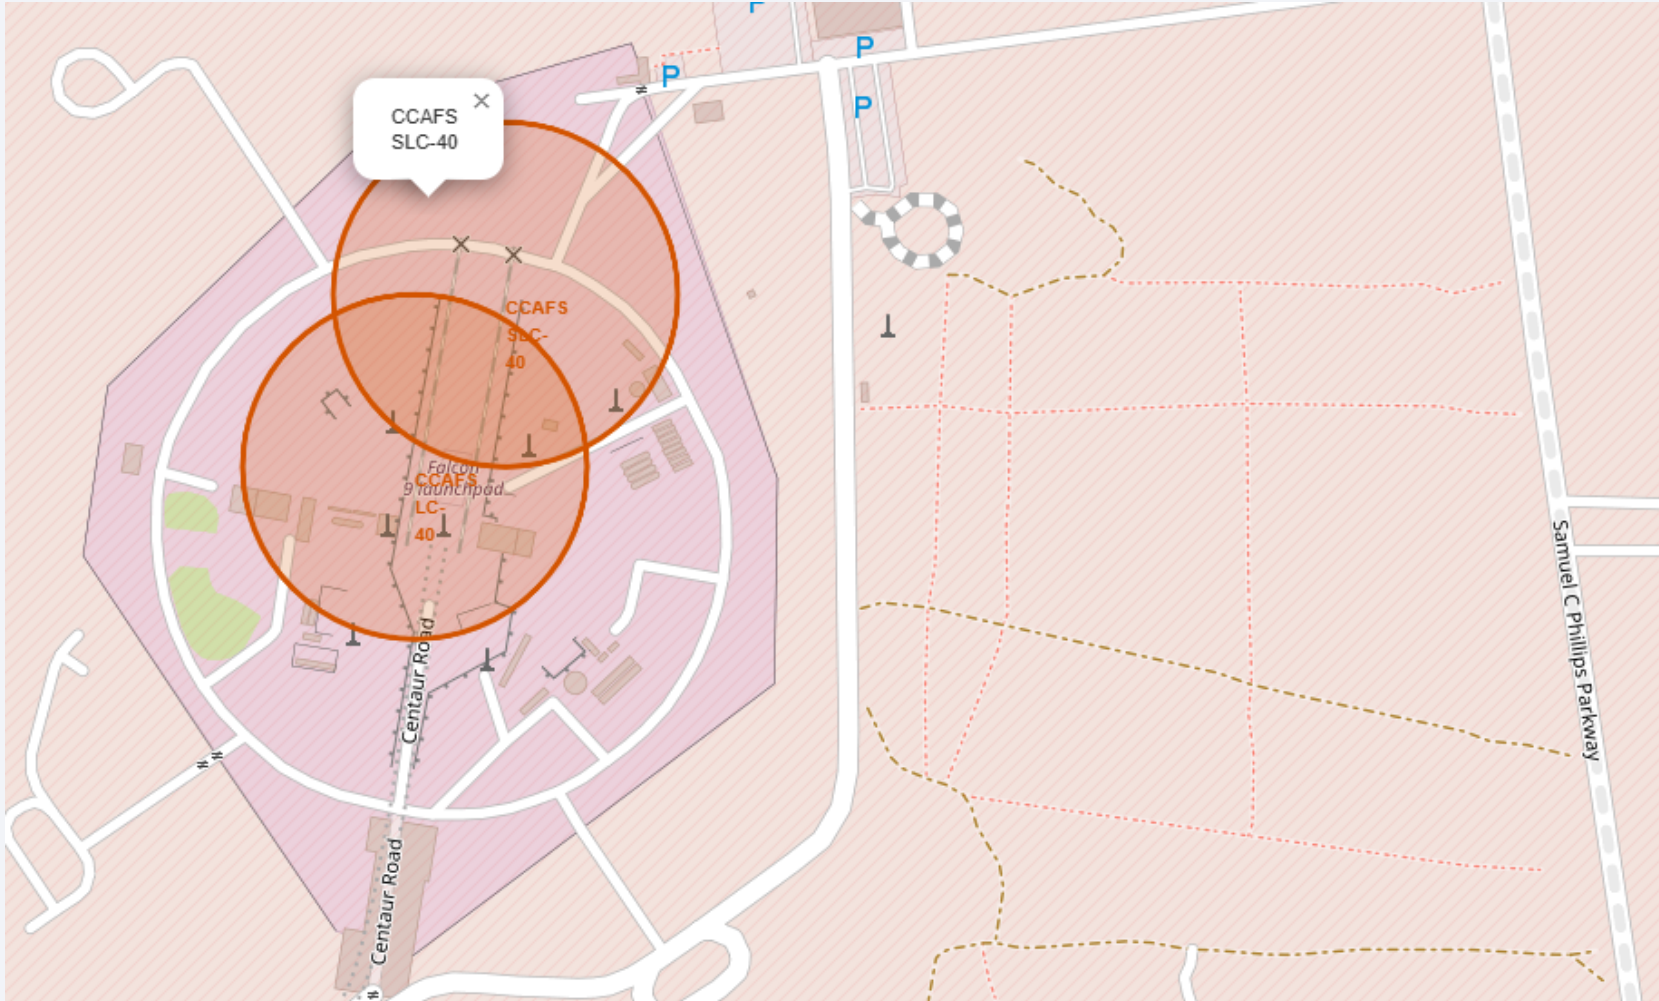 P
P
P
P
CCAFS
SLC-40
×
CCAFS
SLC-
40
Falcon
9 launchpad
CCAFS
LC-
40
Centaur Road
Centaur Road
Samuel C Phillips Parkway